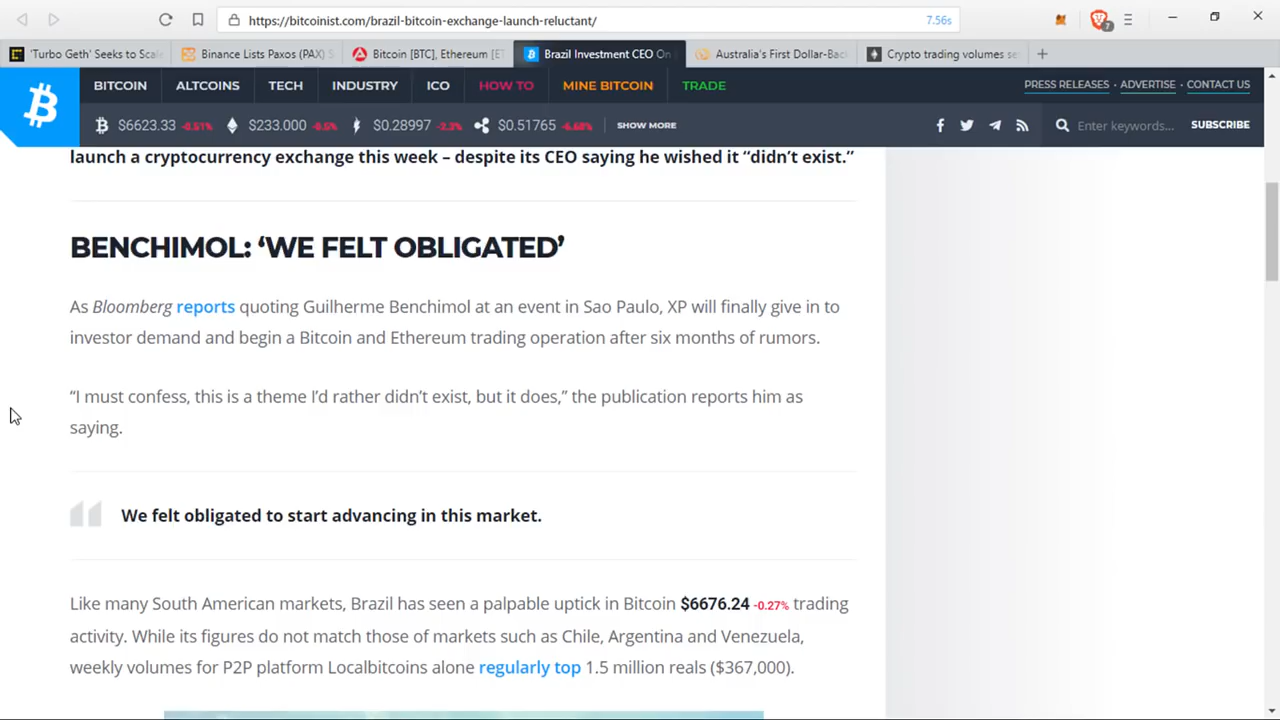 https://bitcoinist.com/brazil-bitcoin-exchange-launch-reluctant/
7.56s
7
'Turbo Geth' Seeks to Scale
Binance Lists Paxos (PAX) S
Bitcoin [BTC], Ethereum [ET
Brazil Investment CEO On
Australia's First Dollar-Back
Crypto trading volumes se
BITCOIN ALTCOINS TECH INDUSTRY ICO HOW TO MINE BITCOIN TRADE
PRESS RELEASES · ADVERTISE · CONTACT US
$6623.33 -0.51% $233.000 -0.5% $0.28997 -2.3% $0.51765 -6.68% SHOW MORE
Enter keywords... SUBSCRIBE
launch a cryptocurrency exchange this week – despite its CEO saying he wished it “didn’t exist.”
BENCHIMOL: ‘WE FELT OBLIGATED’
As Bloomberg reports quoting Guilherme Benchimol at an event in Sao Paulo, XP will finally give in to
investor demand and begin a Bitcoin and Ethereum trading operation after six months of rumors.
“I must confess, this is a theme I’d rather didn’t exist, but it does,” the publication reports him as
saying.
We felt obligated to start advancing in this market.
Like many South American markets, Brazil has seen a palpable uptick in Bitcoin $6676.24 -0.27% trading
activity. While its figures do not match those of markets such as Chile, Argentina and Venezuela,
weekly volumes for P2P platform Localbitcoins alone regularly top 1.5 million reals ($367,000).